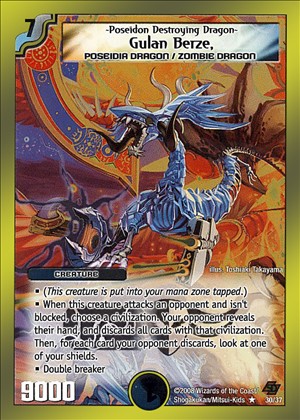 7
-Poseidon Destroying Dragon-
Gulan Berze,
POSEIDIA DRAGON / ZOMBIE DRAGON
illus. Toshiaki Takayama
CREATURE
▪ (This creature is put into your mana zone tapped.)
▪ When this creature attacks an opponent and isn't
blocked, choose a civilization. Your opponent reveals
their hand, and discards all cards with that civilization.
Then, for each card your opponent discards, look at one
of your shields.
▪ Double breaker
9000
©2008 Wizards of the Coast/
Shogakukan/Mitsui-Kids ★ 30/37